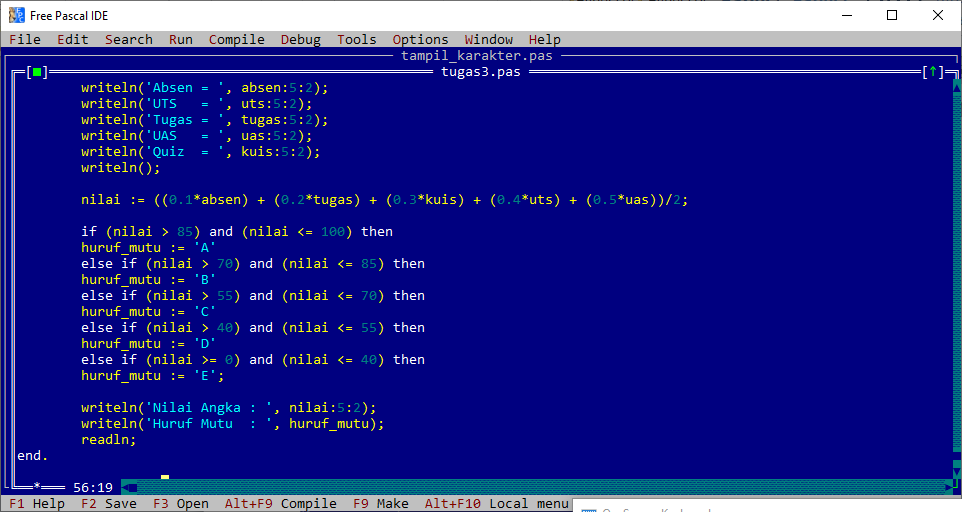 Free Pascal IDE
File Edit Search Run Compile Debug Tools Options Window Help
tampil_karakter.pas
[■] tugas3.pas [↑]
writeln('Absen = ', absen:5:2);
writeln('UTS   = ', uts:5:2);
writeln('Tugas = ', tugas:5:2);
writeln('UAS   = ', uas:5:2);
writeln('Quiz  = ', kuis:5:2);
writeln();
nilai := ((0.1*absen) + (0.2*tugas) + (0.3*kuis) + (0.4*uts) + (0.5*uas))/2;
if (nilai > 85) and (nilai <= 100) then
huruf_mutu := 'A'
else if (nilai > 70) and (nilai <= 85) then
huruf_mutu := 'B'
else if (nilai > 55) and (nilai <= 70) then
huruf_mutu := 'C'
else if (nilai > 40) and (nilai <= 55) then
huruf_mutu := 'D'
else if (nilai >= 0) and (nilai <= 40) then
huruf_mutu := 'E';
writeln('Nilai Angka : ', nilai:5:2);
writeln('Huruf Mutu  : ', huruf_mutu);
readln;
end.
* 56:19
F1 Help F2 Save F3 Open Alt+F9 Compile F9 Make Alt+F10 Local menu